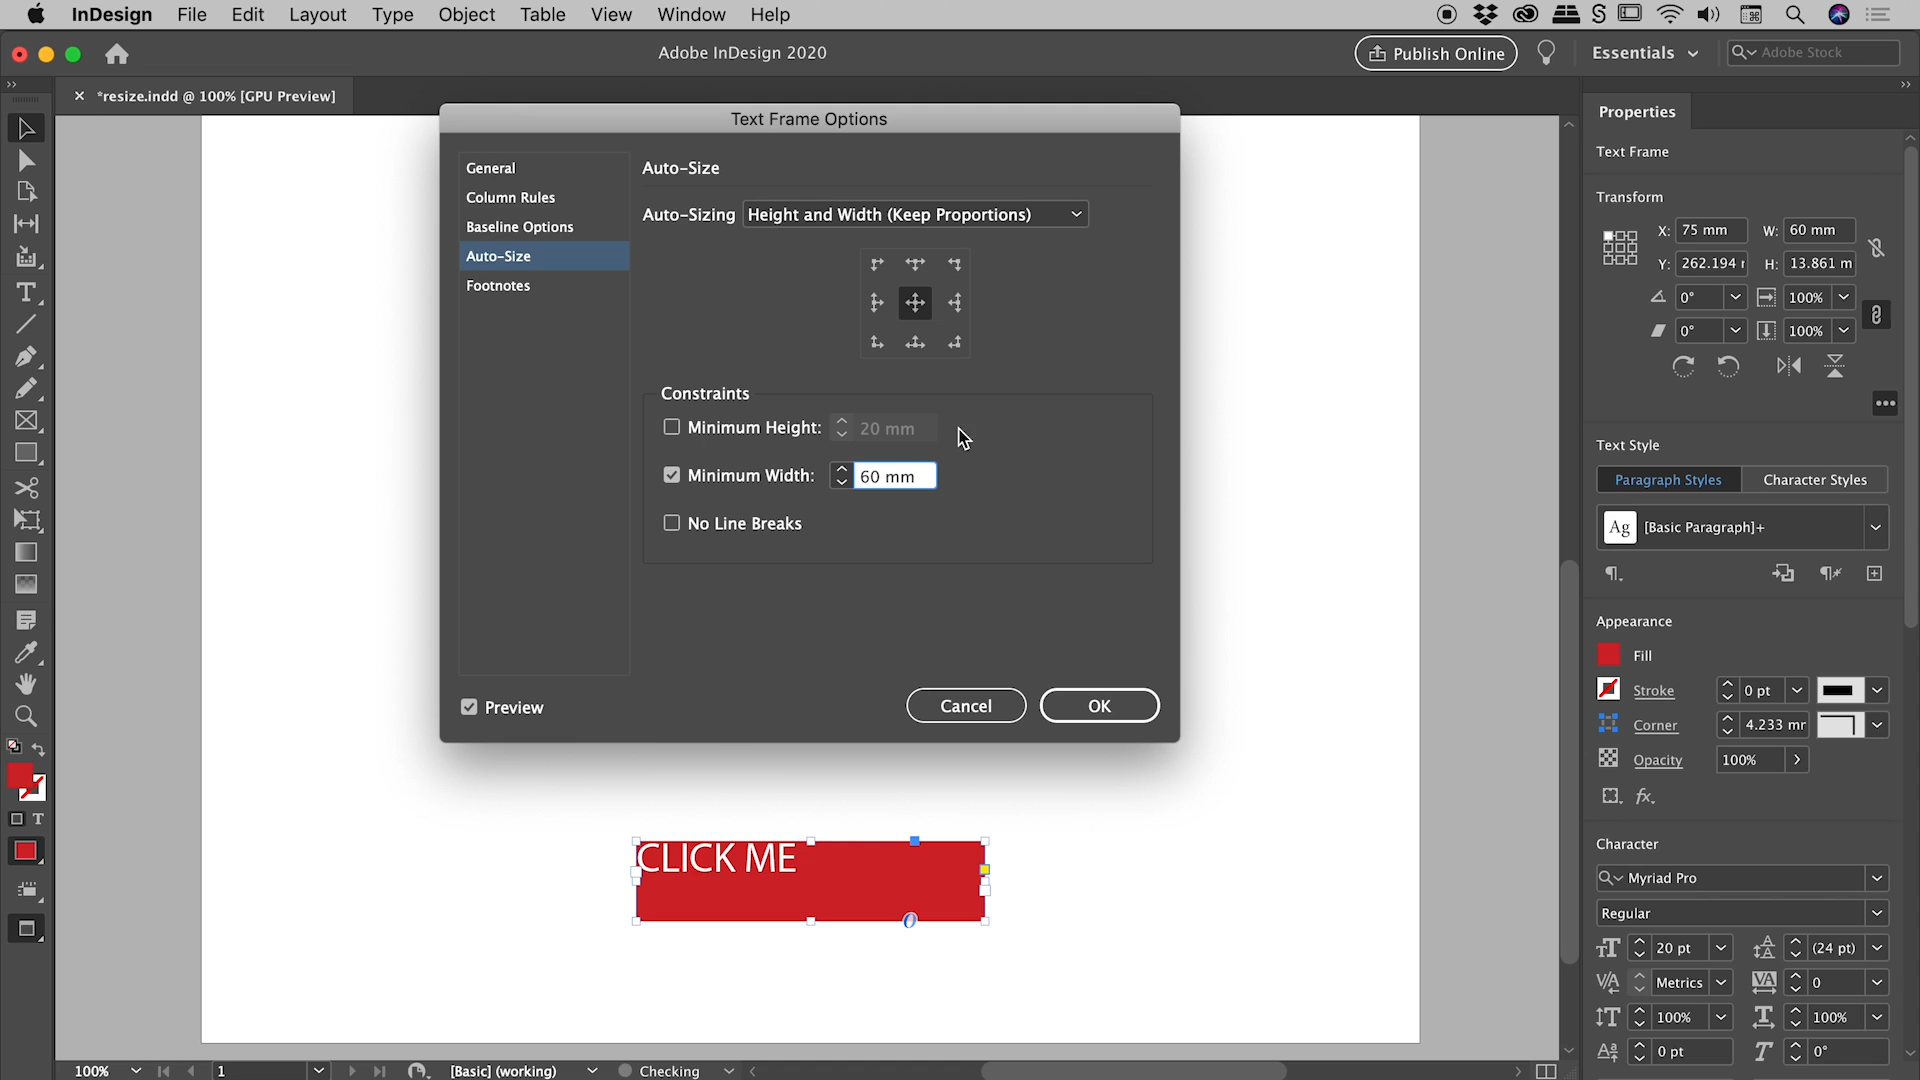 InDesign File Edit Layout Type Object Table View Window Help
Adobe InDesign 2020
Publish Online
Essentials
Adobe Stock
*resize.indd @ 100% [GPU Preview]
Text Frame Options
General
Column Rules
Baseline Options
Auto-Size
Footnotes
Auto-Size
Auto-Sizing Height and Width (Keep Proportions)
Constraints
Minimum Height: 20 mm
Minimum Width: 60 mm
No Line Breaks
Preview
Cancel
OK
CLICK ME
Properties
Text Frame
Transform
X: 75 mm W: 60 mm
Y: 262.194 H: 13.861 m
0° 100%
0° 100%
Text Style
Paragraph Styles Character Styles
Ag [Basic Paragraph]+
Appearance
Fill
Stroke 0 pt
Corner 4.233 mr
Opacity 100%
fx.
Character
Myriad Pro
Regular
20 pt (24 pt)
Metrics 0
100% 100%
0 pt 0°
100% 1 [Basic] (working) Checking